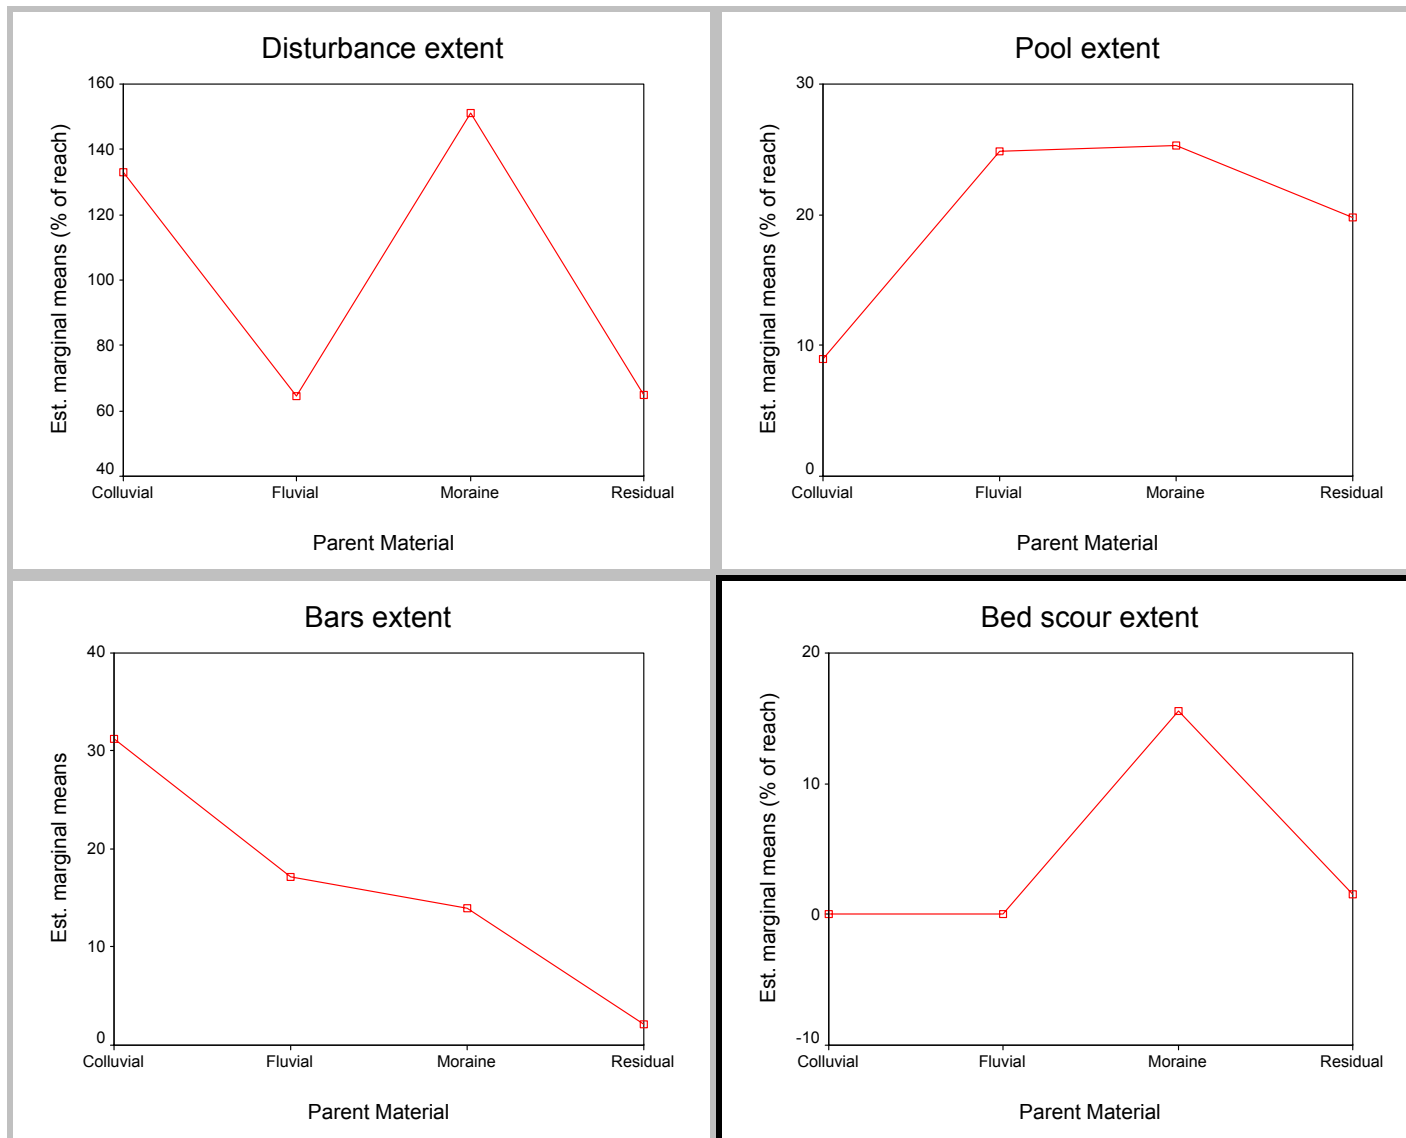 Disturbance extent
Est. marginal means (% of reach)
160
140
120
100
80
60
40
Colluvial Fluvial Moraine Residual
Parent Material
Pool extent
Est. marginal means (% of reach)
30
20
10
0
Colluvial Fluvial Moraine Residual
Parent Material
Bars extent
Est. marginal means
40
30
20
10
0
Colluvial Fluvial Moraine Residual
Parent Material
Bed scour extent
Est. marginal means (% of reach)
20
10
0
-10
Colluvial Fluvial Moraine Residual
Parent Material